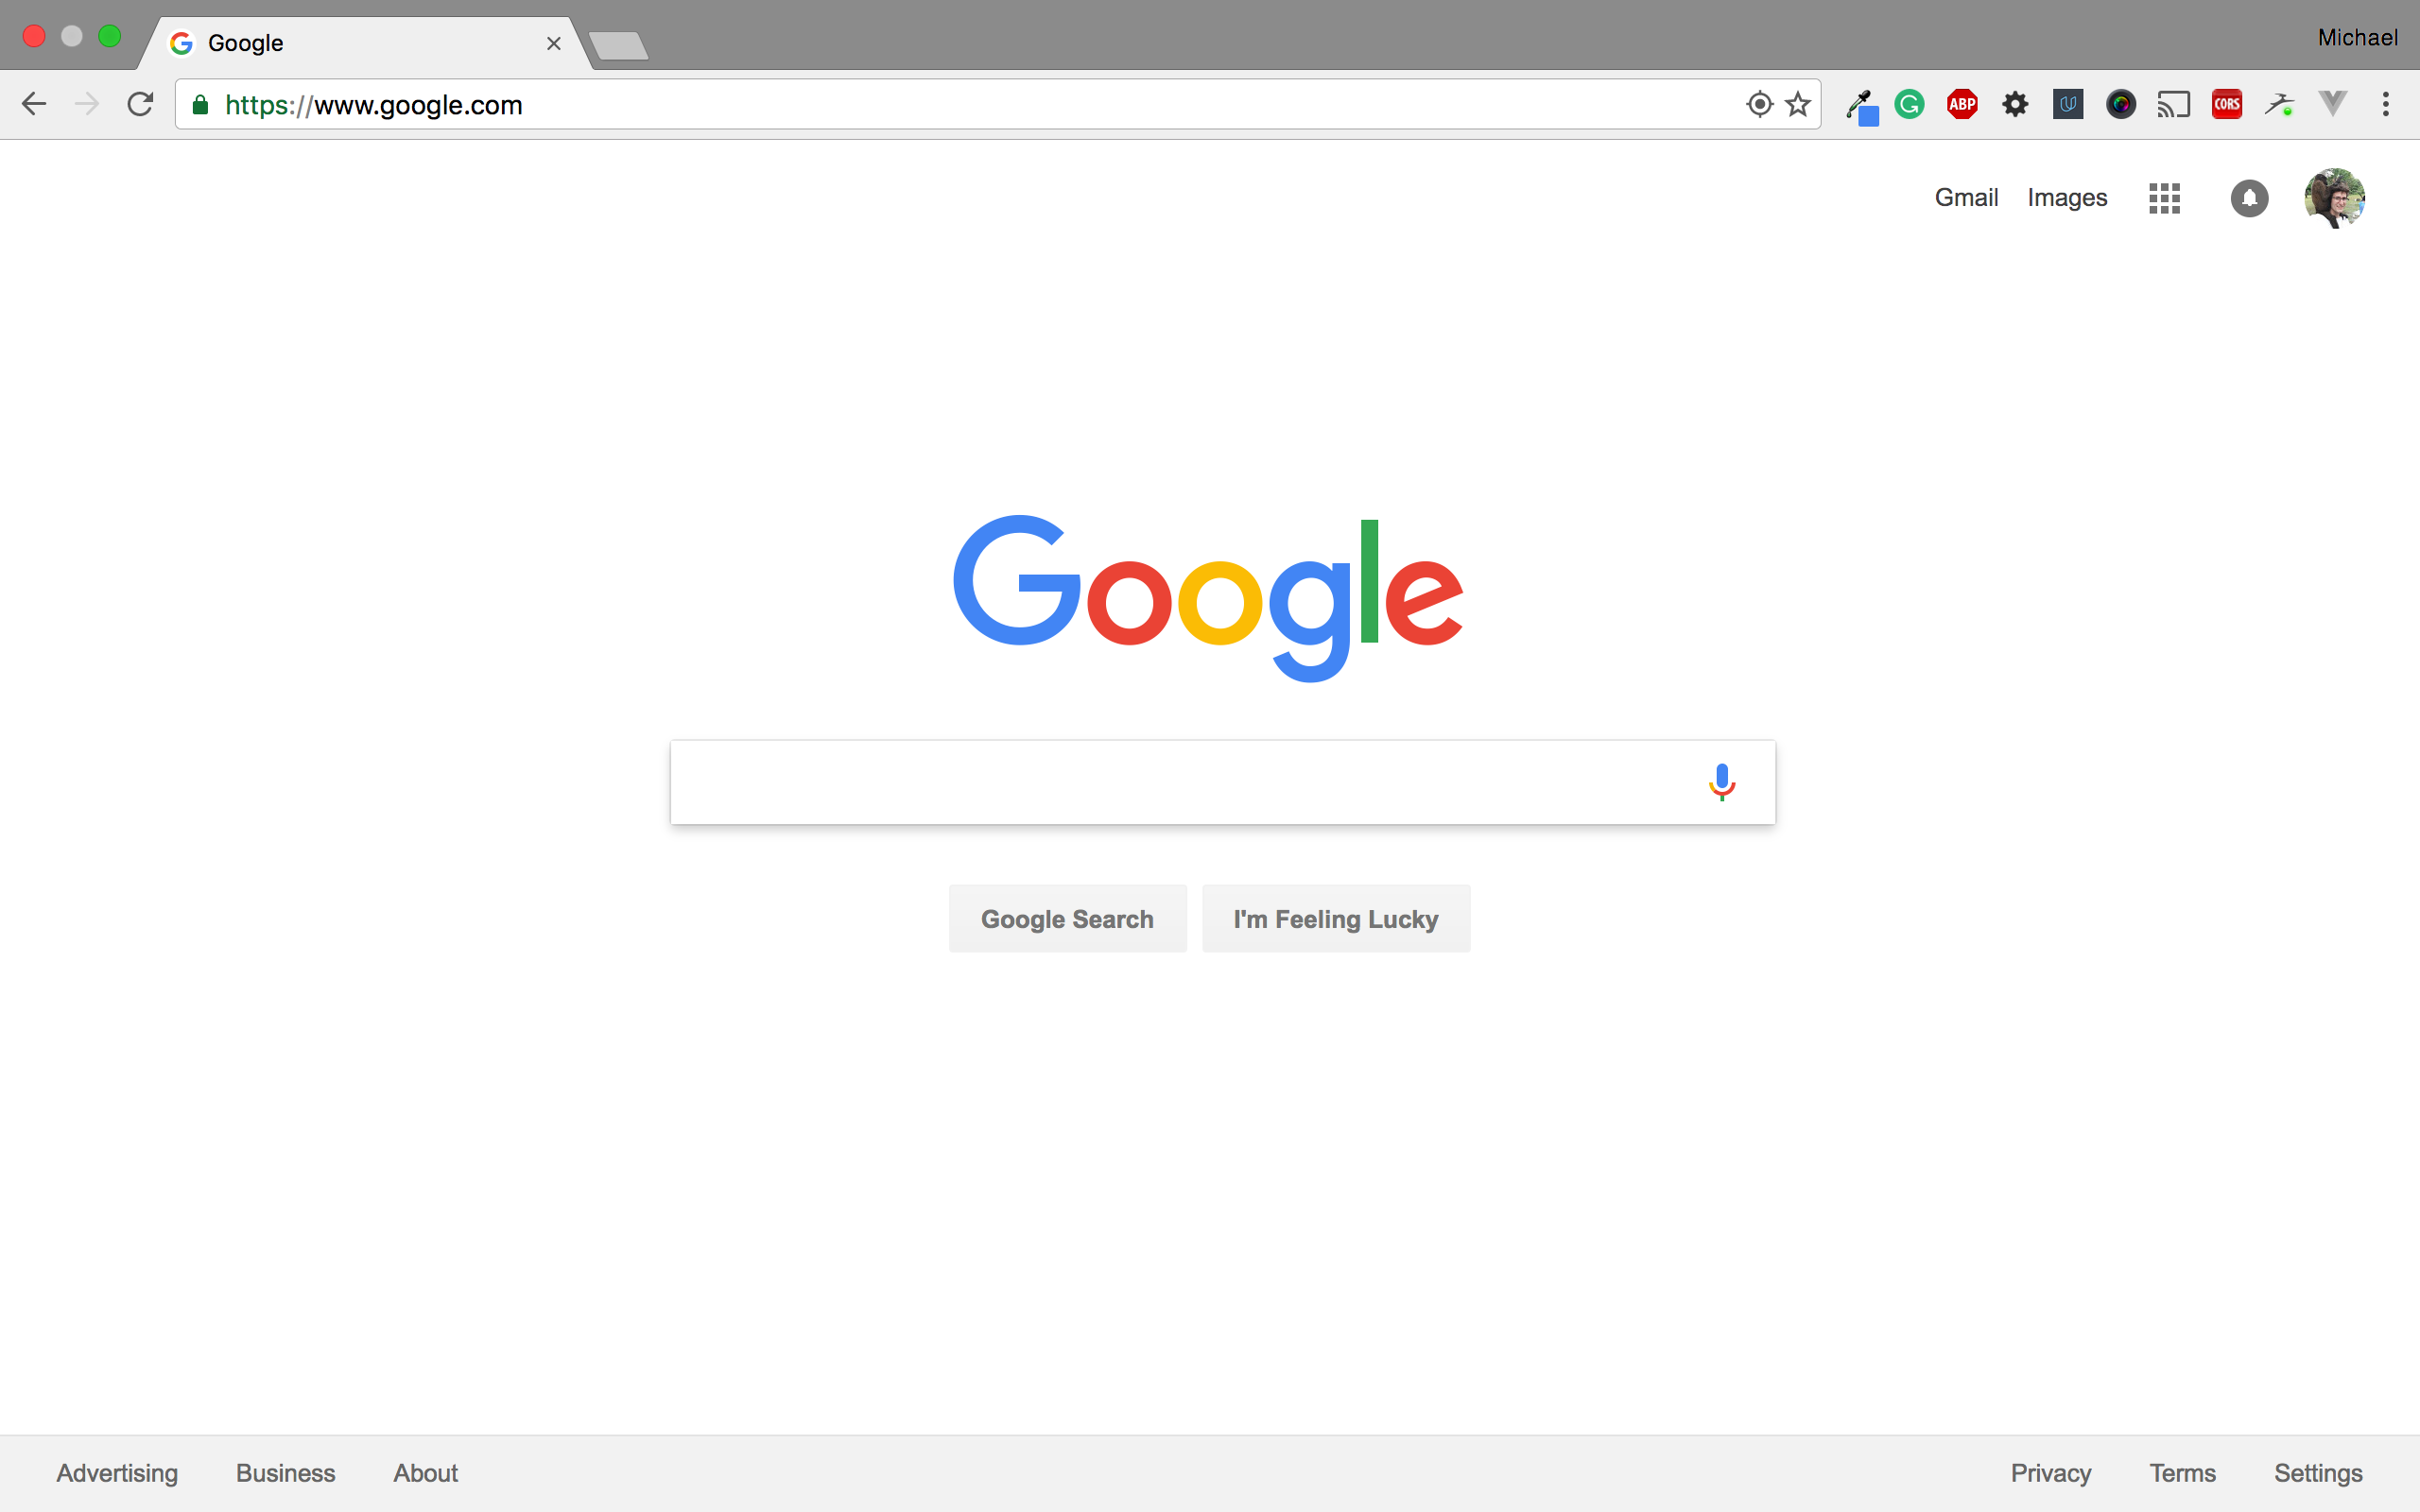 Google
Michael
https://www.google.com
ABP
CORS
Gmail Images
Google
Google Search I'm Feeling Lucky
Advertising Business About Privacy Terms Settings